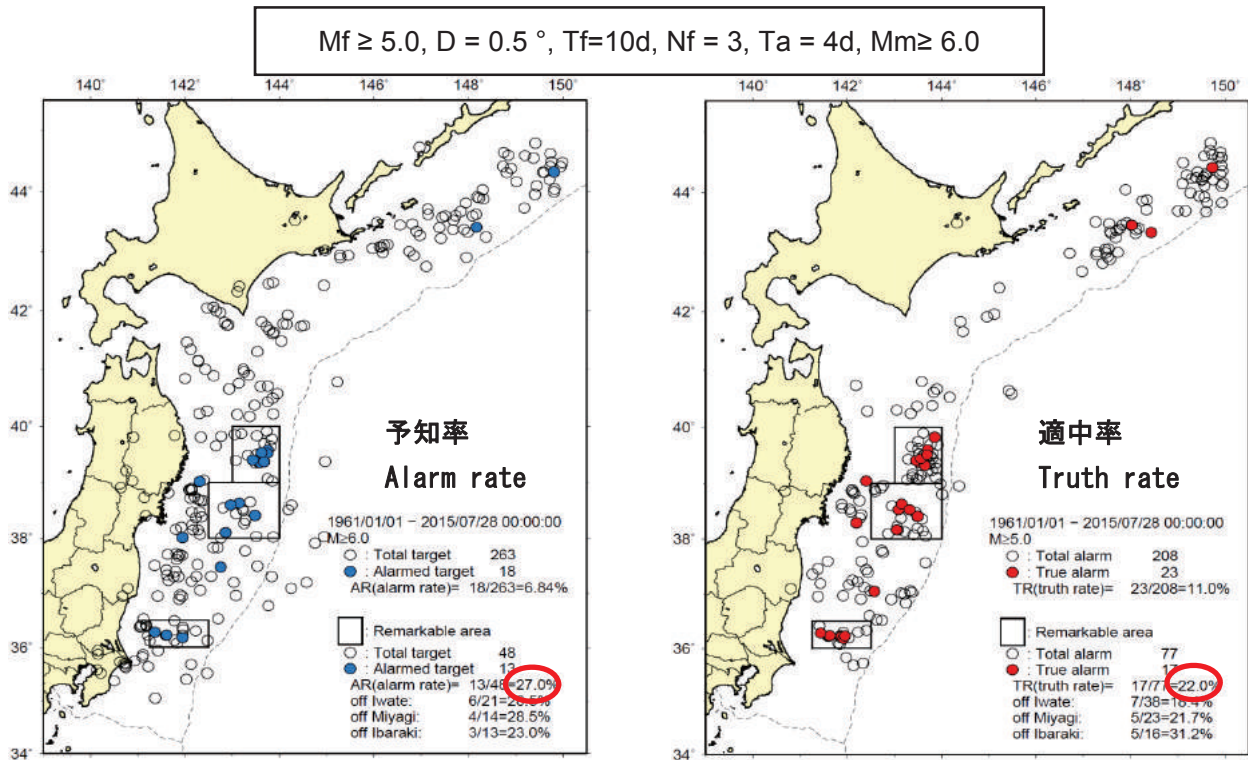 Mf ≥ 5.0, D = 0.5 °, Tf=10d, Nf = 3, Ta = 4d, Mm≥ 6.0
140° 142° 144° 146° 148° 150°
44°
42°
40°
38°
36°
34°
予知率
Alarm rate
1961/01/01 − 2015/07/28 00:00:00
M≥6.0
: Total target 263
: Alarmed target 18
AR(alarm rate)= 18/263=6.84%
: Remarkable area
: Total target 48
: Alarmed target 13
AR(alarm rate)= 13/48=27.0%
off Iwate: 6/21=28.5%
off Miyagi: 4/14=28.5%
off Ibaraki: 3/13=23.0%
140° 142° 144° 146° 148° 150°
44°
42°
40°
38°
36°
34°
適中率
Truth rate
1961/01/01 − 2015/07/28 00:00:00
M≥5.0
: Total alarm 208
: True alarm 23
TR(truth rate)= 23/208=11.0%
: Remarkable area
: Total alarm 77
: True alarm 17
TR(truth rate)= 17/77=22.0%
off Iwate: 7/38=18.4%
off Miyagi: 5/23=21.7%
off Ibaraki: 5/16=31.2%